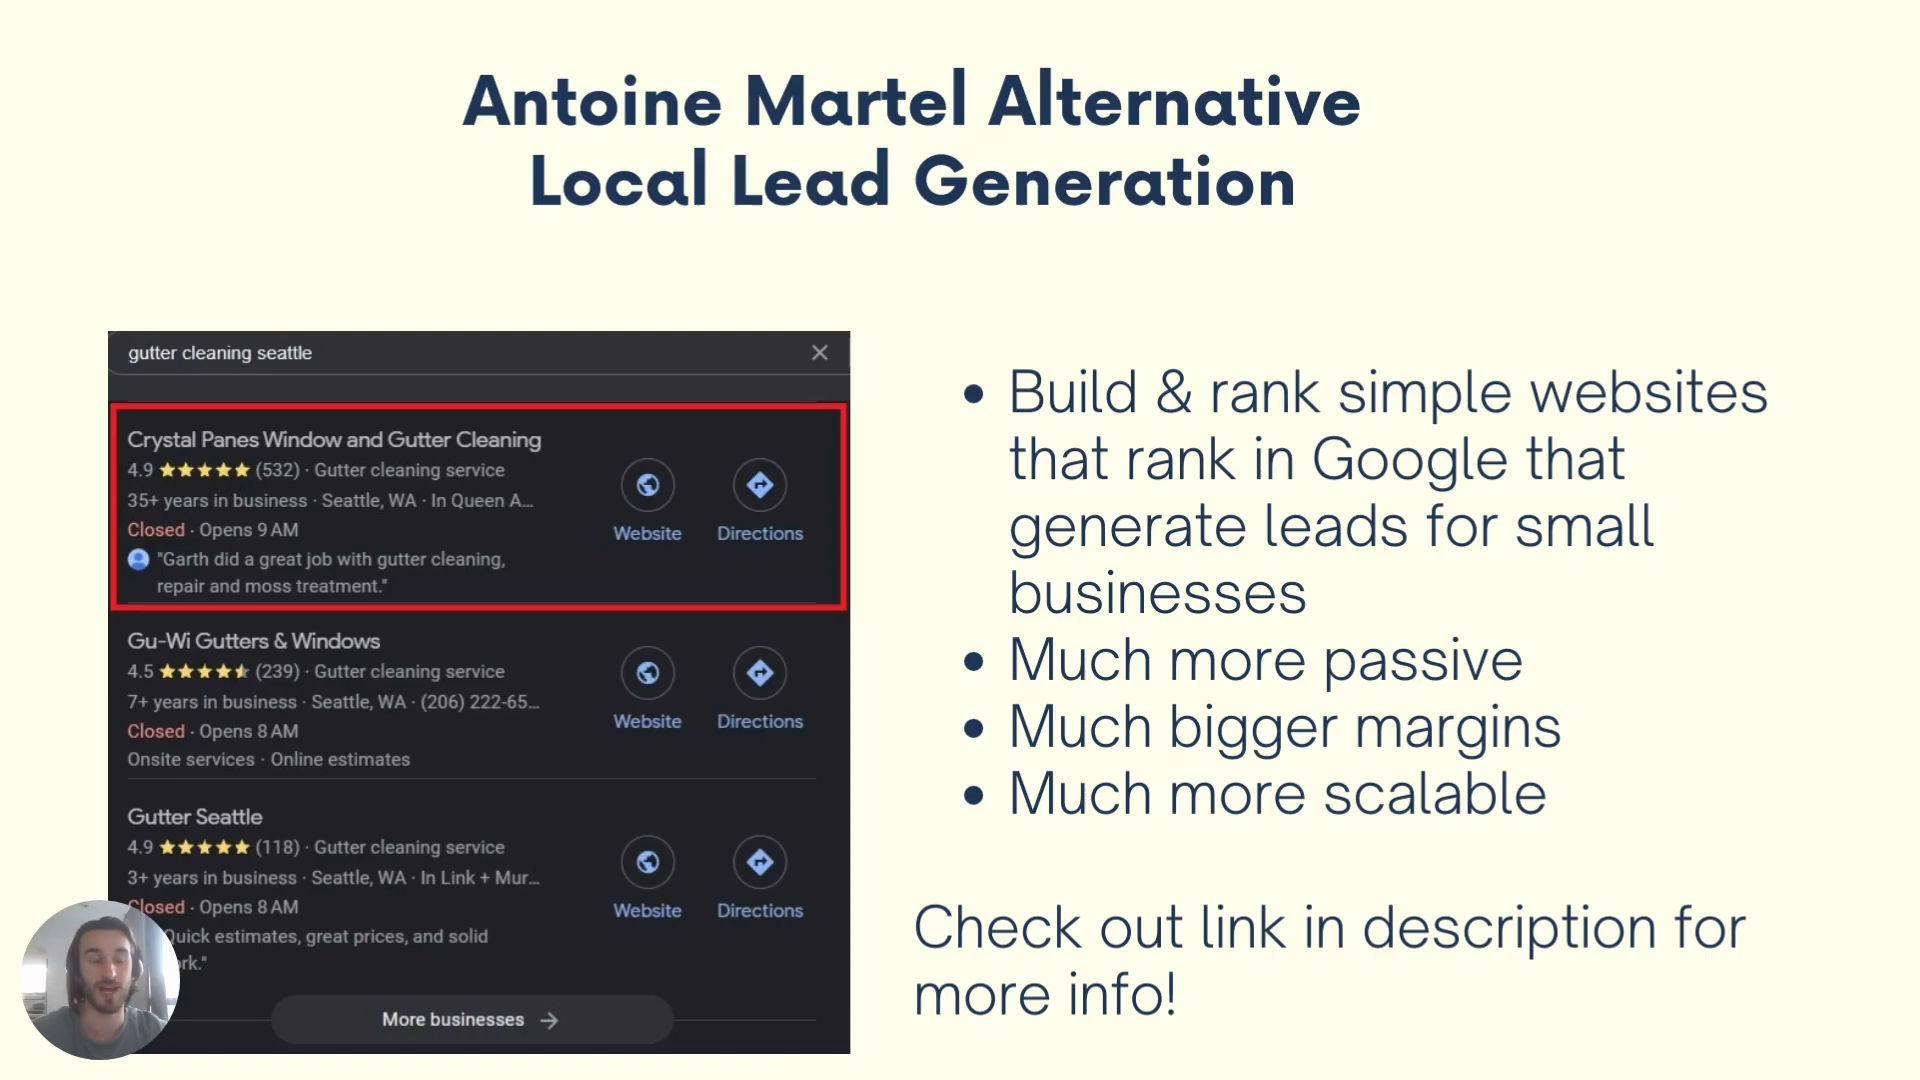 Antoine Martel Alternative
Local Lead Generation
gutter cleaning seattle
Crystal Panes Window and Gutter Cleaning
4.9 (532) · Gutter cleaning service
35+ years in business · Seattle, WA · In Queen A...
Closed · Opens 9 AM
"Garth did a great job with gutter cleaning,
repair and moss treatment."
Website
Directions
Gu-Wi Gutters & Windows
4.5 (239) · Gutter cleaning service
7+ years in business · Seattle, WA · (206) 222-65...
Closed · Opens 8 AM
Onsite services · Online estimates
Website
Directions
Gutter Seattle
4.9 (118) · Gutter cleaning service
3+ years in business · Seattle, WA · In Link + Mur...
Closed · Opens 8 AM
Quick estimates, great prices, and solid
rk."
Website
Directions
More businesses
• Build & rank simple websites
that rank in Google that
generate leads for small
businesses
• Much more passive
• Much bigger margins
• Much more scalable
Check out link in description for
more info!